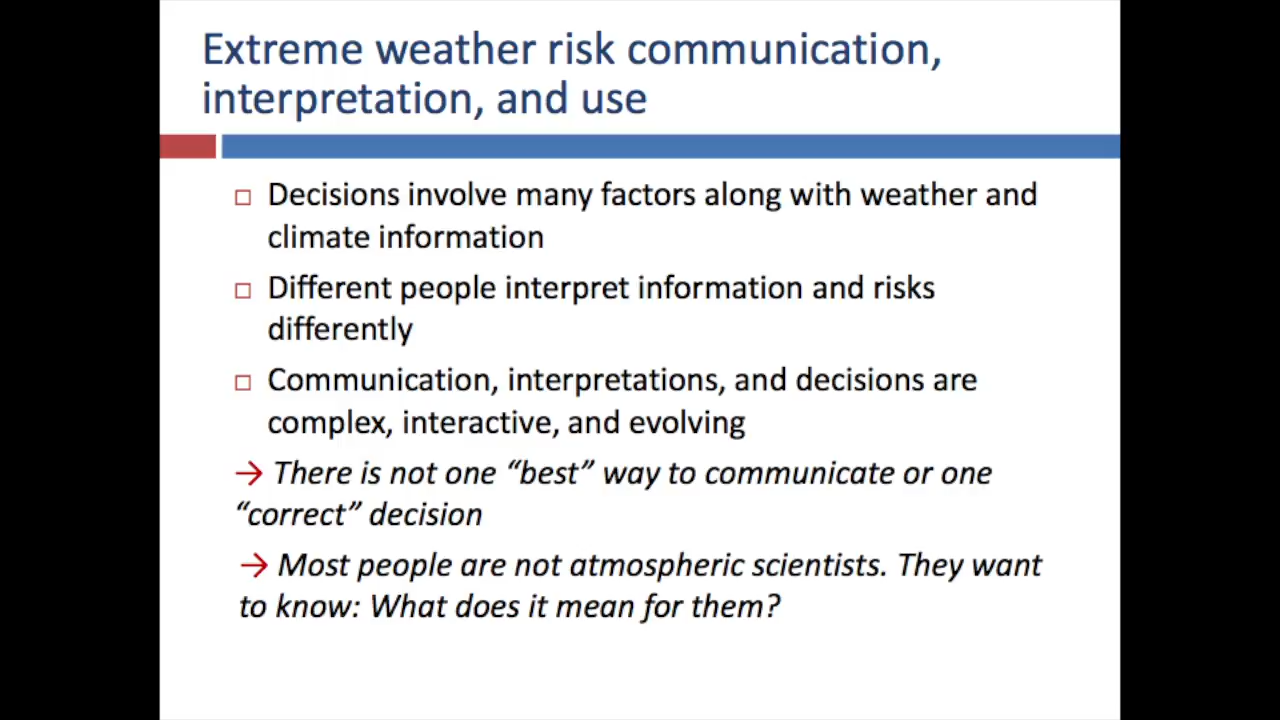 Extreme weather risk communication,
interpretation, and use
□ Decisions involve many factors along with weather and
climate information
□ Different people interpret information and risks
differently
□ Communication, interpretations, and decisions are
complex, interactive, and evolving
→ There is not one “best” way to communicate or one
“correct” decision
→ Most people are not atmospheric scientists. They want
to know: What does it mean for them?